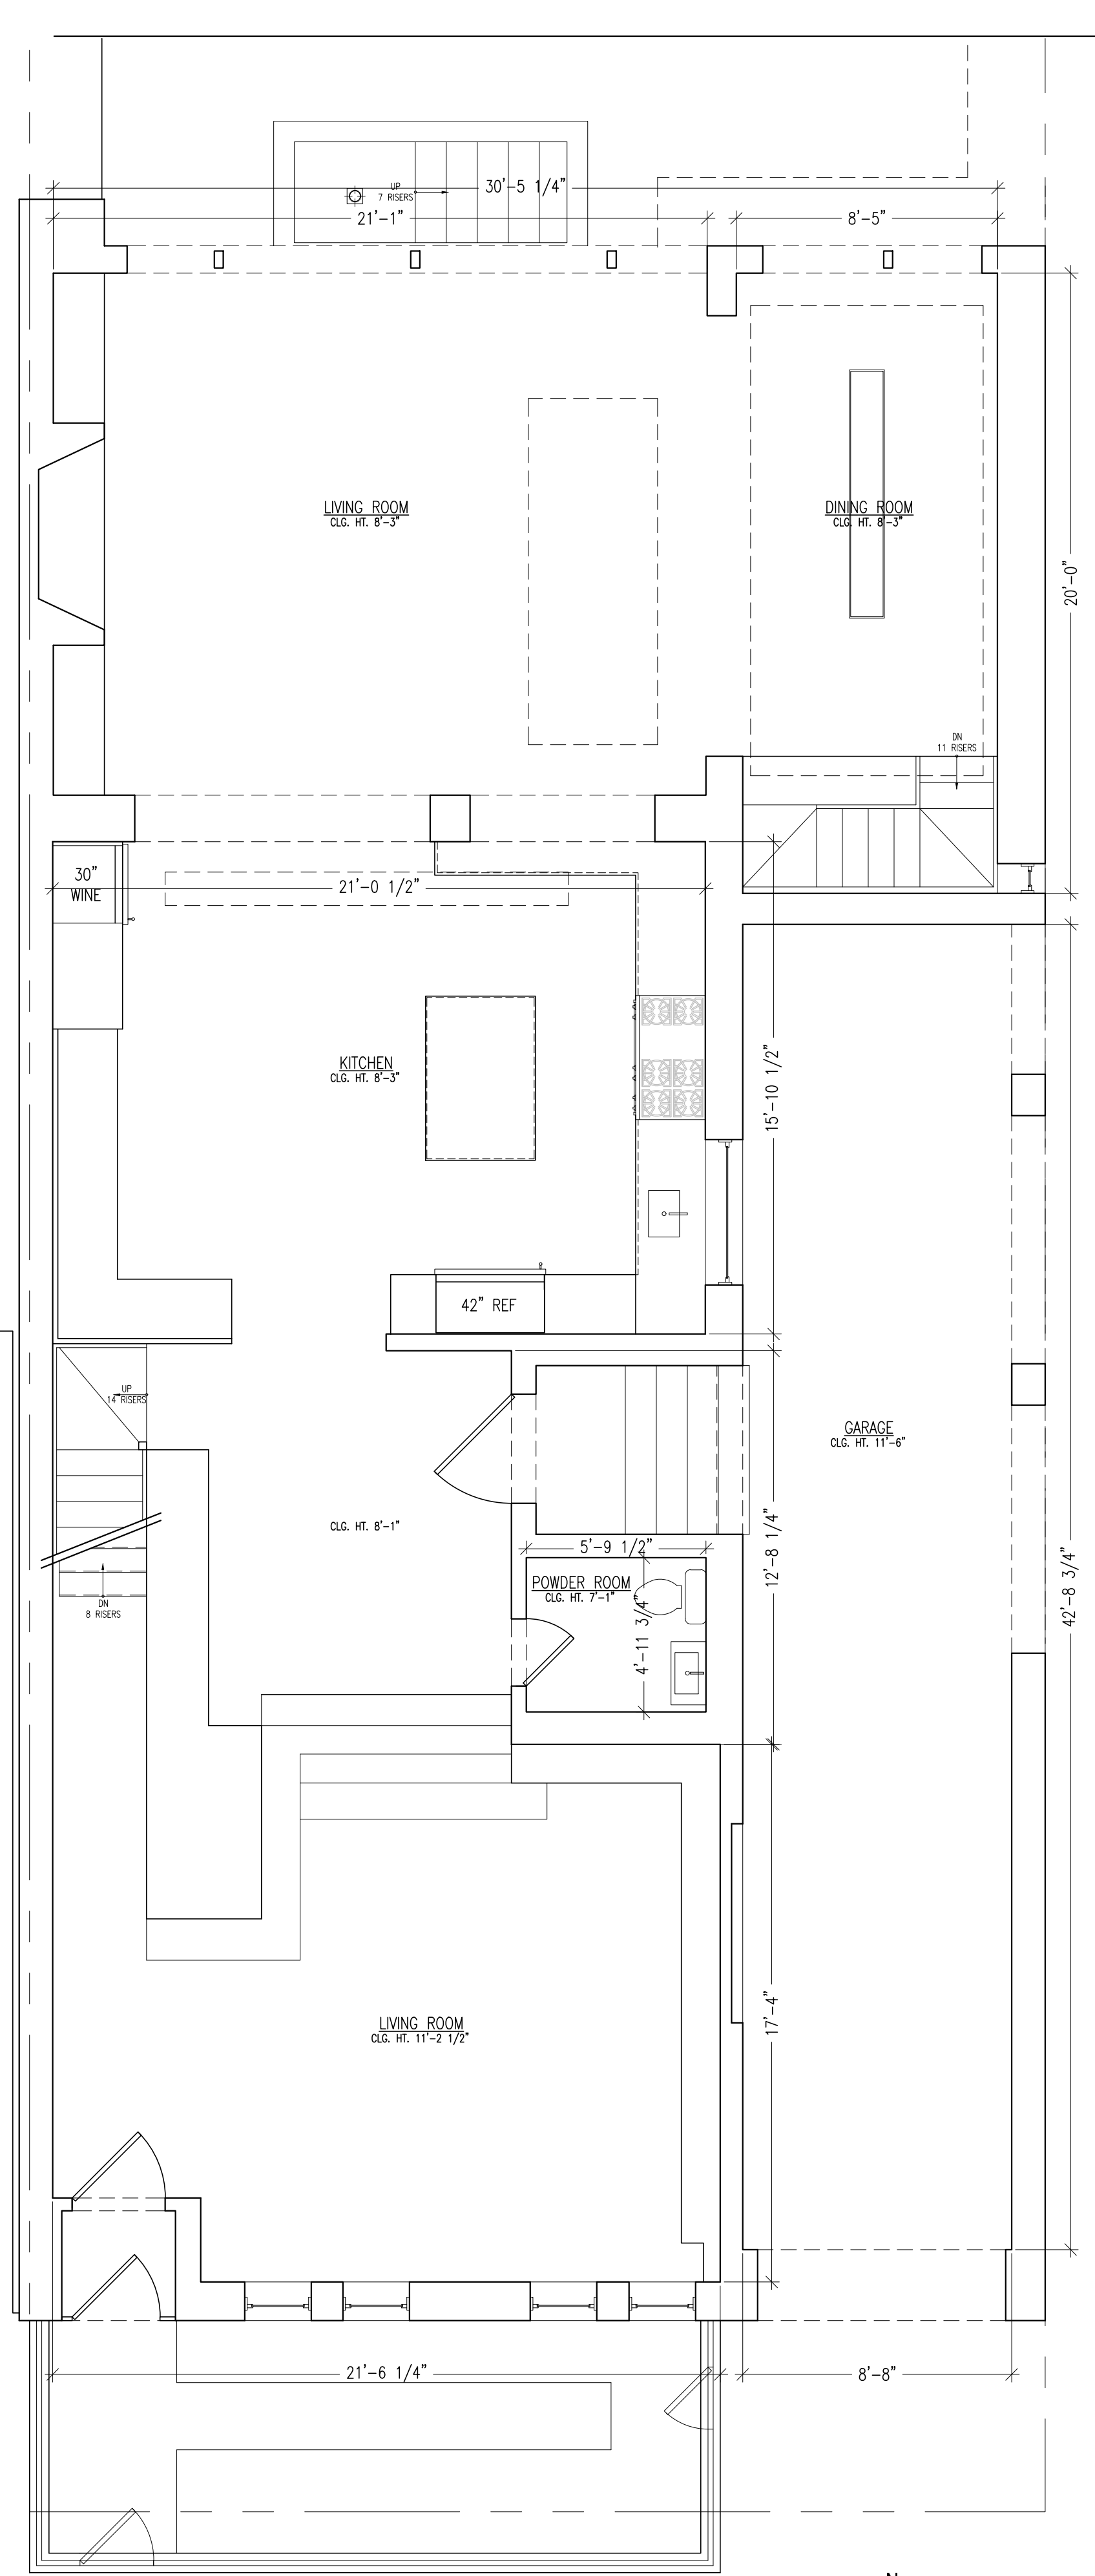 30'-5 1/4"
UP
7 RISERS
21'-1"
8'-5"
LIVING ROOM
CLG. HT. 8'-3"
DINING ROOM
CLG. HT. 8'-3"
20'-0"
DN
11 RISERS
30"
WINE
21'-0 1/2"
KITCHEN
CLG. HT. 8'-3"
15'-10 1/2"
42" REF
UP
14 RISERS
GARAGE
CLG. HT. 11'-6"
CLG. HT. 8'-1"
12'-8 1/4"
5'-9 1/2"
POWDER ROOM
CLG. HT. 7'-1"
4'-11 3/4"
42'-8 3/4"
DN
8 RISERS
17'-4"
LIVING ROOM
CLG. HT. 11'-2 1/2"
21'-6 1/4"
8'-8"